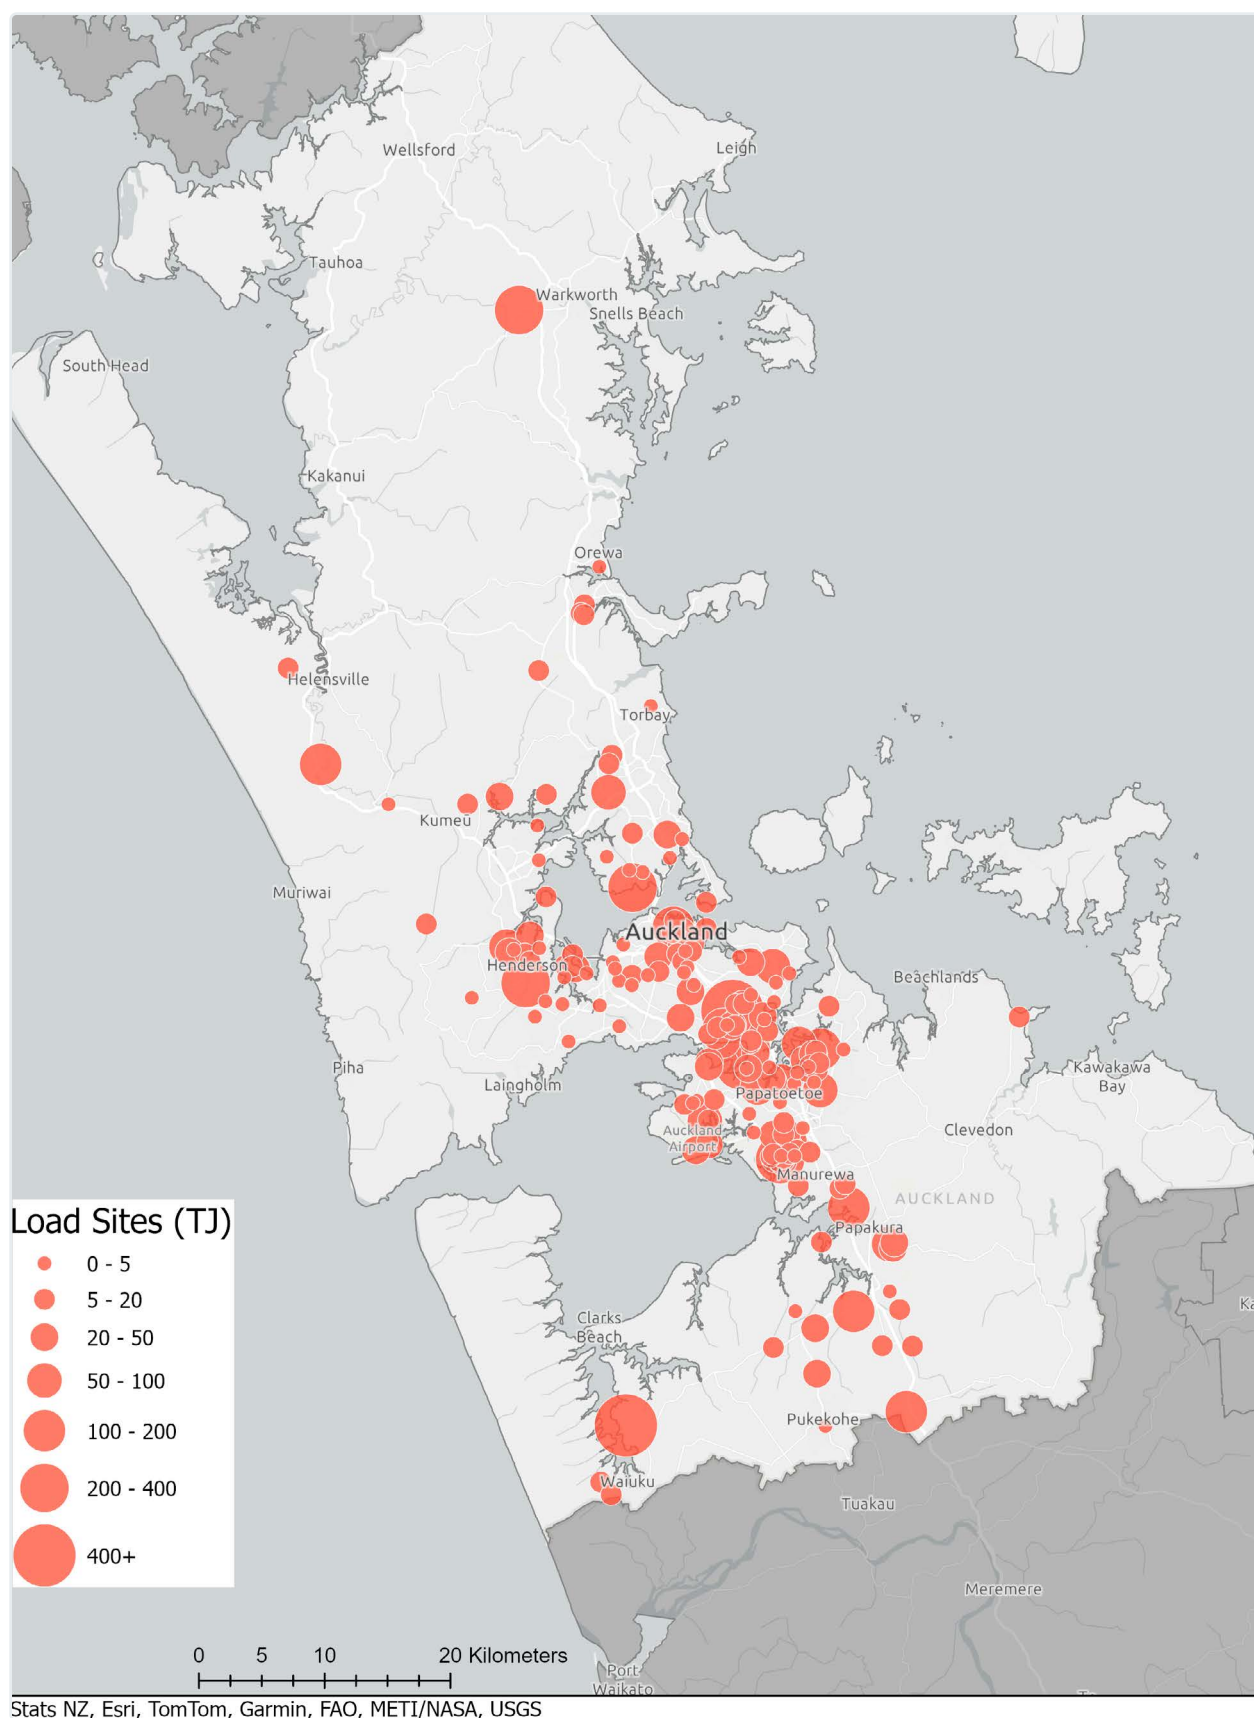 Wellsford
Leigh
Tauhoa
Warkworth
Snells Beach
South Head
Kakanui
Orewa
Helensville
Torbay
Kumeū
Muriwai
Auckland
Henderson
Beachlands
Piha
Laingholm
Kawakawa
Bay
Papatoetoe
Auckland
Airport
Clevedon
Manurewa
AUCKLAND
Papakura
Load Sites (TJ)
0 - 5
5 - 20
20 - 50
50 - 100
100 - 200
200 - 400
400+
Clarks
Beach
Pukekohe
Waiuku
Tuakau
Meremere
0 5 10 20 Kilometers
Port
Waikato
Stats NZ, Esri, TomTom, Garmin, FAO, METI/NASA, USGS